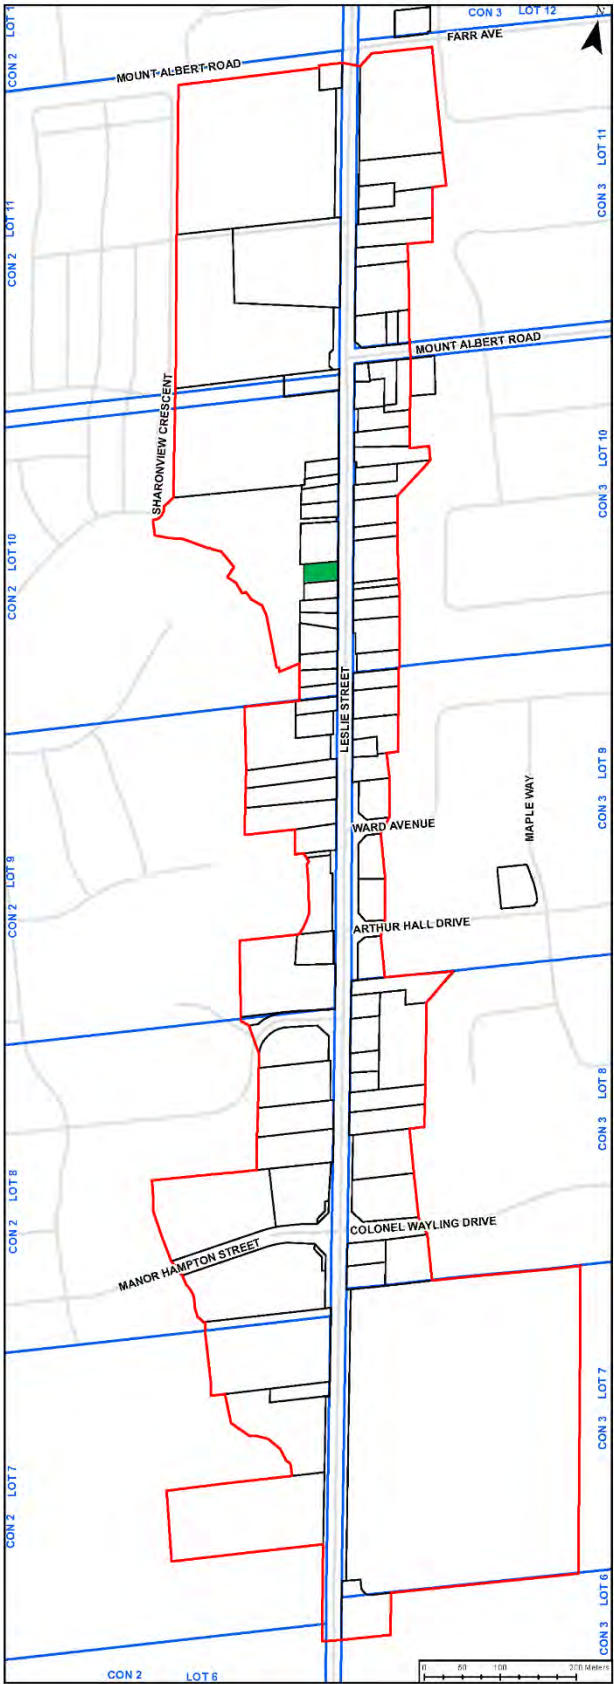 CON 3 LOT 12
N
FARR AVE
LOT 1
CON 2
MOUNT ALBERT ROAD
LOT 11
CON 3
LOT 11
CON 2
MOUNT ALBERT ROAD
SHARONVIEW CRESCENT
LOT 10
CON 3
LOT 10
CON 2
LESLIE STREET
LOT 9
CON 3
MAPLE WAY
WARD AVENUE
LOT 9
CON 2
ARTHUR HALL DRIVE
LOT 8
CON 3
LOT 8
CON 2
COLONEL WAYLING DRIVE
MANOR HAMPTON STREET
LOT 7
CON 3
LOT 7
CON 2
LOT 6
CON 3
CON 2 LOT 6
0 50 100 200 Meters